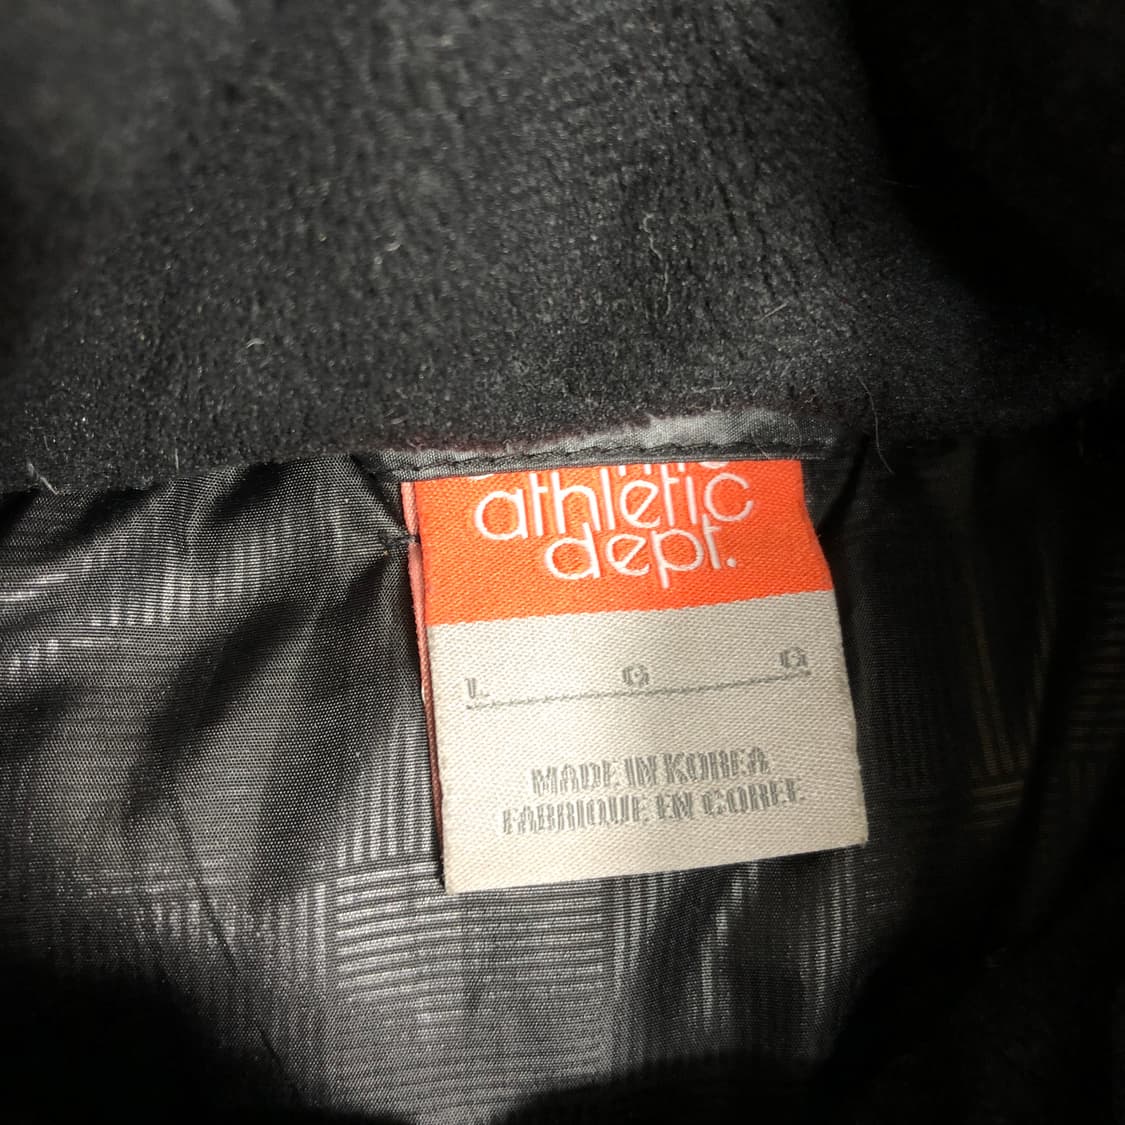 athletic
dept.
L G G
MADE IN KOREA
FABRIQUE EN COREE